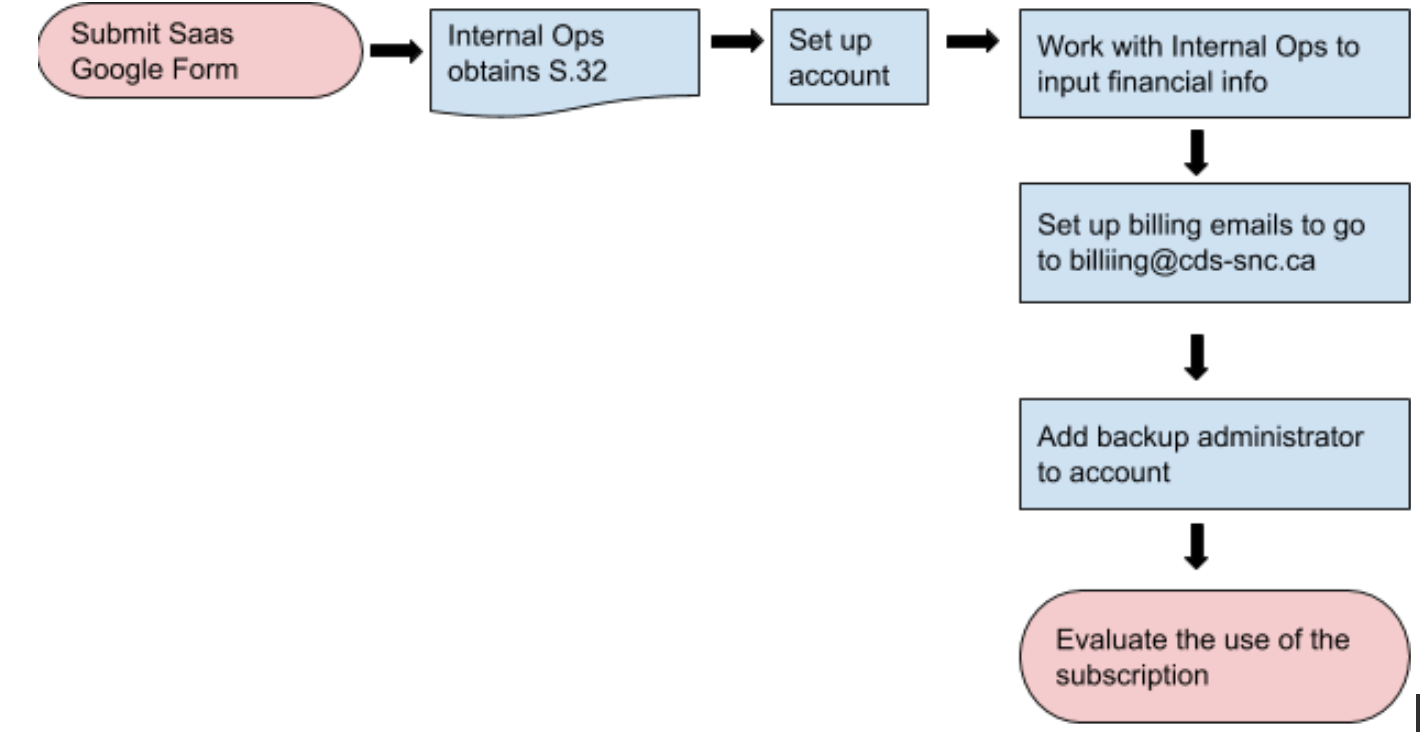 Submit Saas
Google Form
Internal Ops
obtains S.32
Set up
account
Work with Internal Ops to
input financial info
Set up billing emails to go
to billiing@cds-snc.ca
Add backup administrator
to account
Evaluate the use of the
subscription